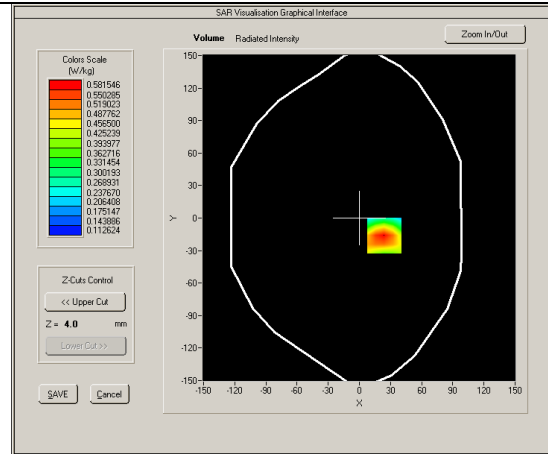 SAR Visualisation Graphical Interface
Volume Radiated Intensity
Zoom In/Out
Colors Scale
(W/kg)
0.581546
0.550285
0.519023
0.487762
0.456500
0.425239
0.393977
0.362716
0.331454
0.300193
0.268931
0.237670
0.206408
0.175147
0.143886
0.112624
Z-Cuts Control
<< Upper Cut
Z = 4.0 mm
Lower Cut >>
SAVE Cancel
150
120
90
60
30
0
-30
-60
-90
-120
-150
Y
-150 -120 -90 -60 -30 0 30 60 90 120 150
X